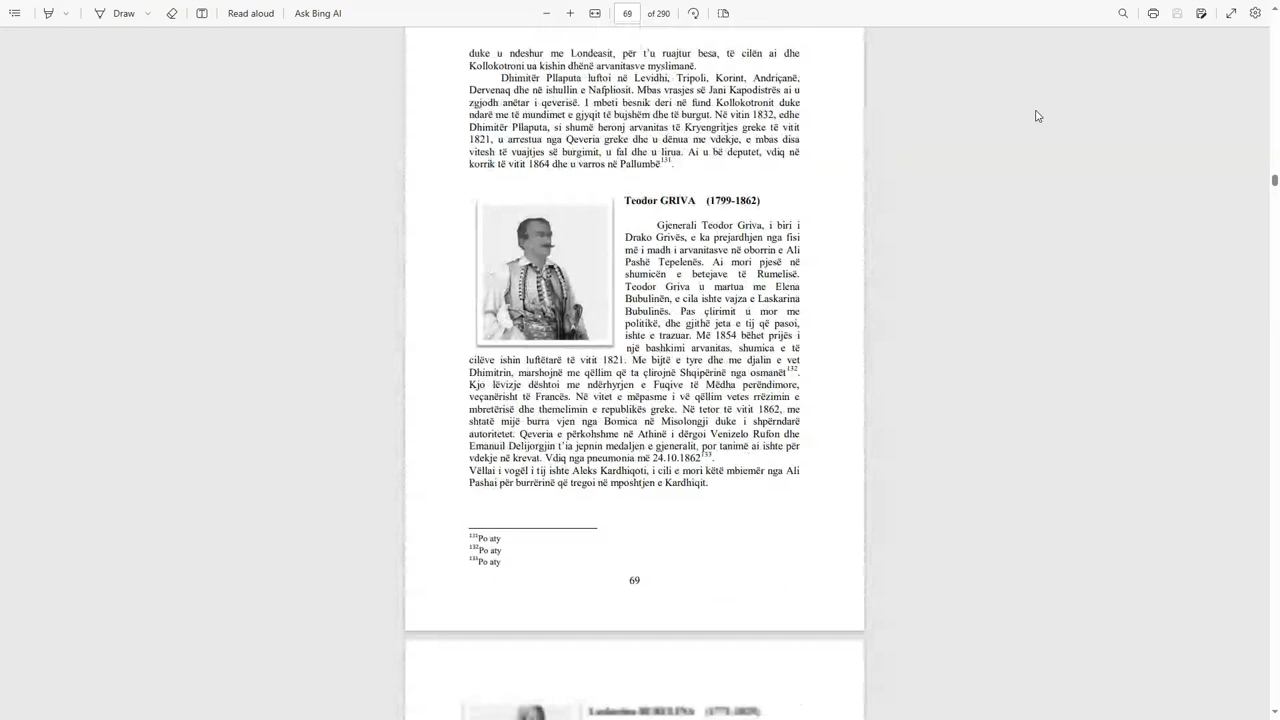 Draw
Read aloud
Ask Bing AI
69
of 290
duke u ndeshur me Londeasit, për t'u ruajtur besa, të cilën ai dhe
Kollokotroni ua kishin dhënë arvanitasve myslimanë.
Dhimitër Pllaputa luftoi në Levidhi, Tripoli, Korint, Andriçanë,
Dervenaq dhe në ishullin e Nafpliosit. Mbas vrasjes së Jani Kapodistrës ai u
zgjodh anëtar i qeverisë. I mbeti besnik deri në fund Kollokotronit duke
ndarë me të mundimet e gjyqit të bujshëm dhe të burgut. Në vitin 1832, edhe
Dhimitër Pllaputa, si shumë heronj arvanitas të Kryengritjes greke të vitit
1821, u arrestua nga Qeveria greke dhe u dënua me vdekje, e mbas disa
vitesh të vuajtjes së burgimit, u fal dhe u lirua. Ai u bë deputet, vdiq në
korrik të vitit 1864 dhe u varros në Pallumbë131.
Teodor GRIVA (1799-1862)
Gjenerali Teodor Griva, i biri i
Drako Grivës, e ka prejardhjen nga fisi
më i madh i arvanitasve në oborrin e Ali
Pashë Tepelenës. Ai mori pjesë në
shumicën e betejave të Rumelisë.
Teodor Griva u martua me Elena
Bubulinën, e cila ishte vajza e Laskarina
Bubulinës. Pas çlirimit u mor me
politikë, dhe gjithë jeta e tij që pasoi,
ishte e trazuar. Më 1854 bëhet prijës i
një bashkimi arvanitas, shumica e të
cilëve ishin luftëtarë të vitit 1821. Me bijtë e tyre dhe me djalin e vet
Dhimitrin, marshojnë me qëllim që ta çlirojnë Shqipërinë nga osmanët132.
Kjo lëvizje dështoi me ndërhyrjen e Fuqive të Mëdha perëndimore,
veçanërisht të Francës. Në vitet e mëpasme i vë qëllim vetes rrëzimin e
mbretërisë dhe themelimin e republikës greke. Në tetor të vitit 1862, me
shtatë mijë burra vjen nga Bomica në Misolongji duke i shpërndarë
autoritetet. Qeveria e përkohshme në Athinë i dërgoi Venizelo Rufon dhe
Emanuil Delijorgjin t'ia jepnin medaljen e gjeneralit, por tanimë ai ishte për
vdekje në krevat. Vdiq nga pneumonia më 24.10.1862133.
Vëllai i vogël i tij ishte Aleks Kardhiqoti, i cili e mori këtë mbiemër nga Ali
Pashai për burrërinë që tregoi në mposhtjen e Kardhiqit.
131Po aty
132Po aty
133Po aty
69